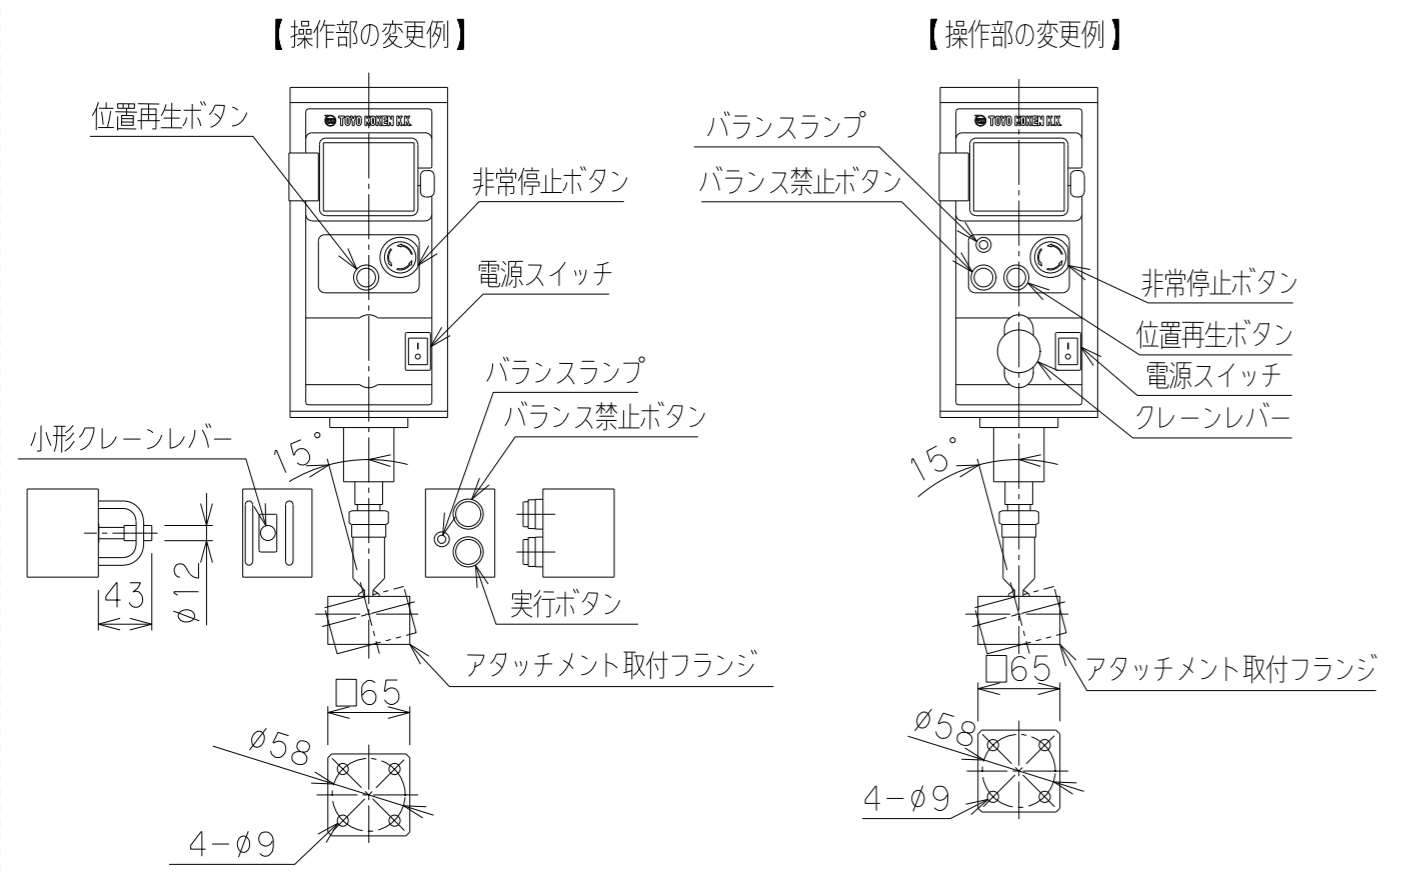 【操作部の変更例】
位置再生ボタン
TOYO KOKEN K.K.
非常停止ボタン
電源スイッチ
バランスランプ
バランス禁止ボタン
小形クレーンレバー
15°
43
φ12
実行ボタン
アタッチメント取付フランジ
□65
φ58
4-φ9
【操作部の変更例】
バランスランプ
TOYO KOKEN K.K.
バランス禁止ボタン
非常停止ボタン
位置再生ボタン
電源スイッチ
クレーンレバー
15°
アタッチメント取付フランジ
□65
φ58
4-φ9